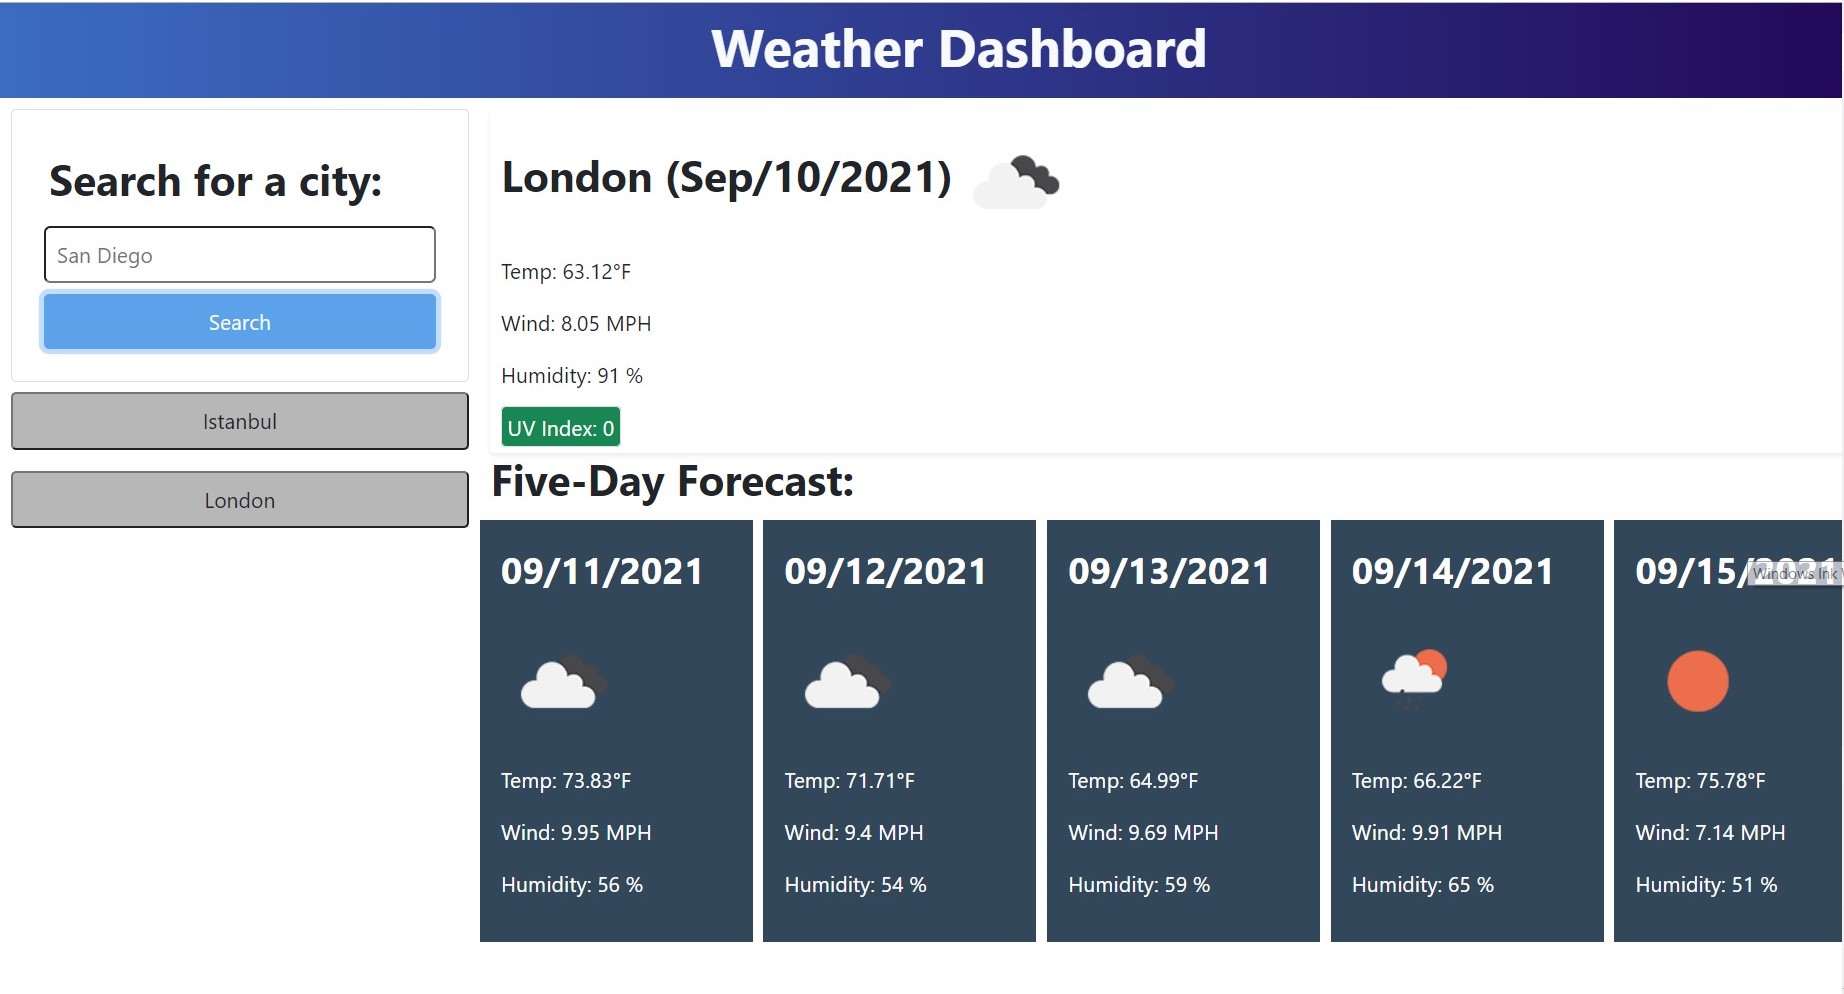 Weather Dashboard
Search for a city:
San Diego
Search
Istanbul
London
London (Sep/10/2021)
Temp: 63.12°F
Wind: 8.05 MPH
Humidity: 91 %
UV Index: 0
Five-Day Forecast:
09/11/2021
Temp: 73.83°F
Wind: 9.95 MPH
Humidity: 56 %
09/12/2021
Temp: 71.71°F
Wind: 9.4 MPH
Humidity: 54 %
09/13/2021
Temp: 64.99°F
Wind: 9.69 MPH
Humidity: 59 %
09/14/2021
Temp: 66.22°F
Wind: 9.91 MPH
Humidity: 65 %
09/15/2021
Windows Ink
Temp: 75.78°F
Wind: 7.14 MPH
Humidity: 51 %